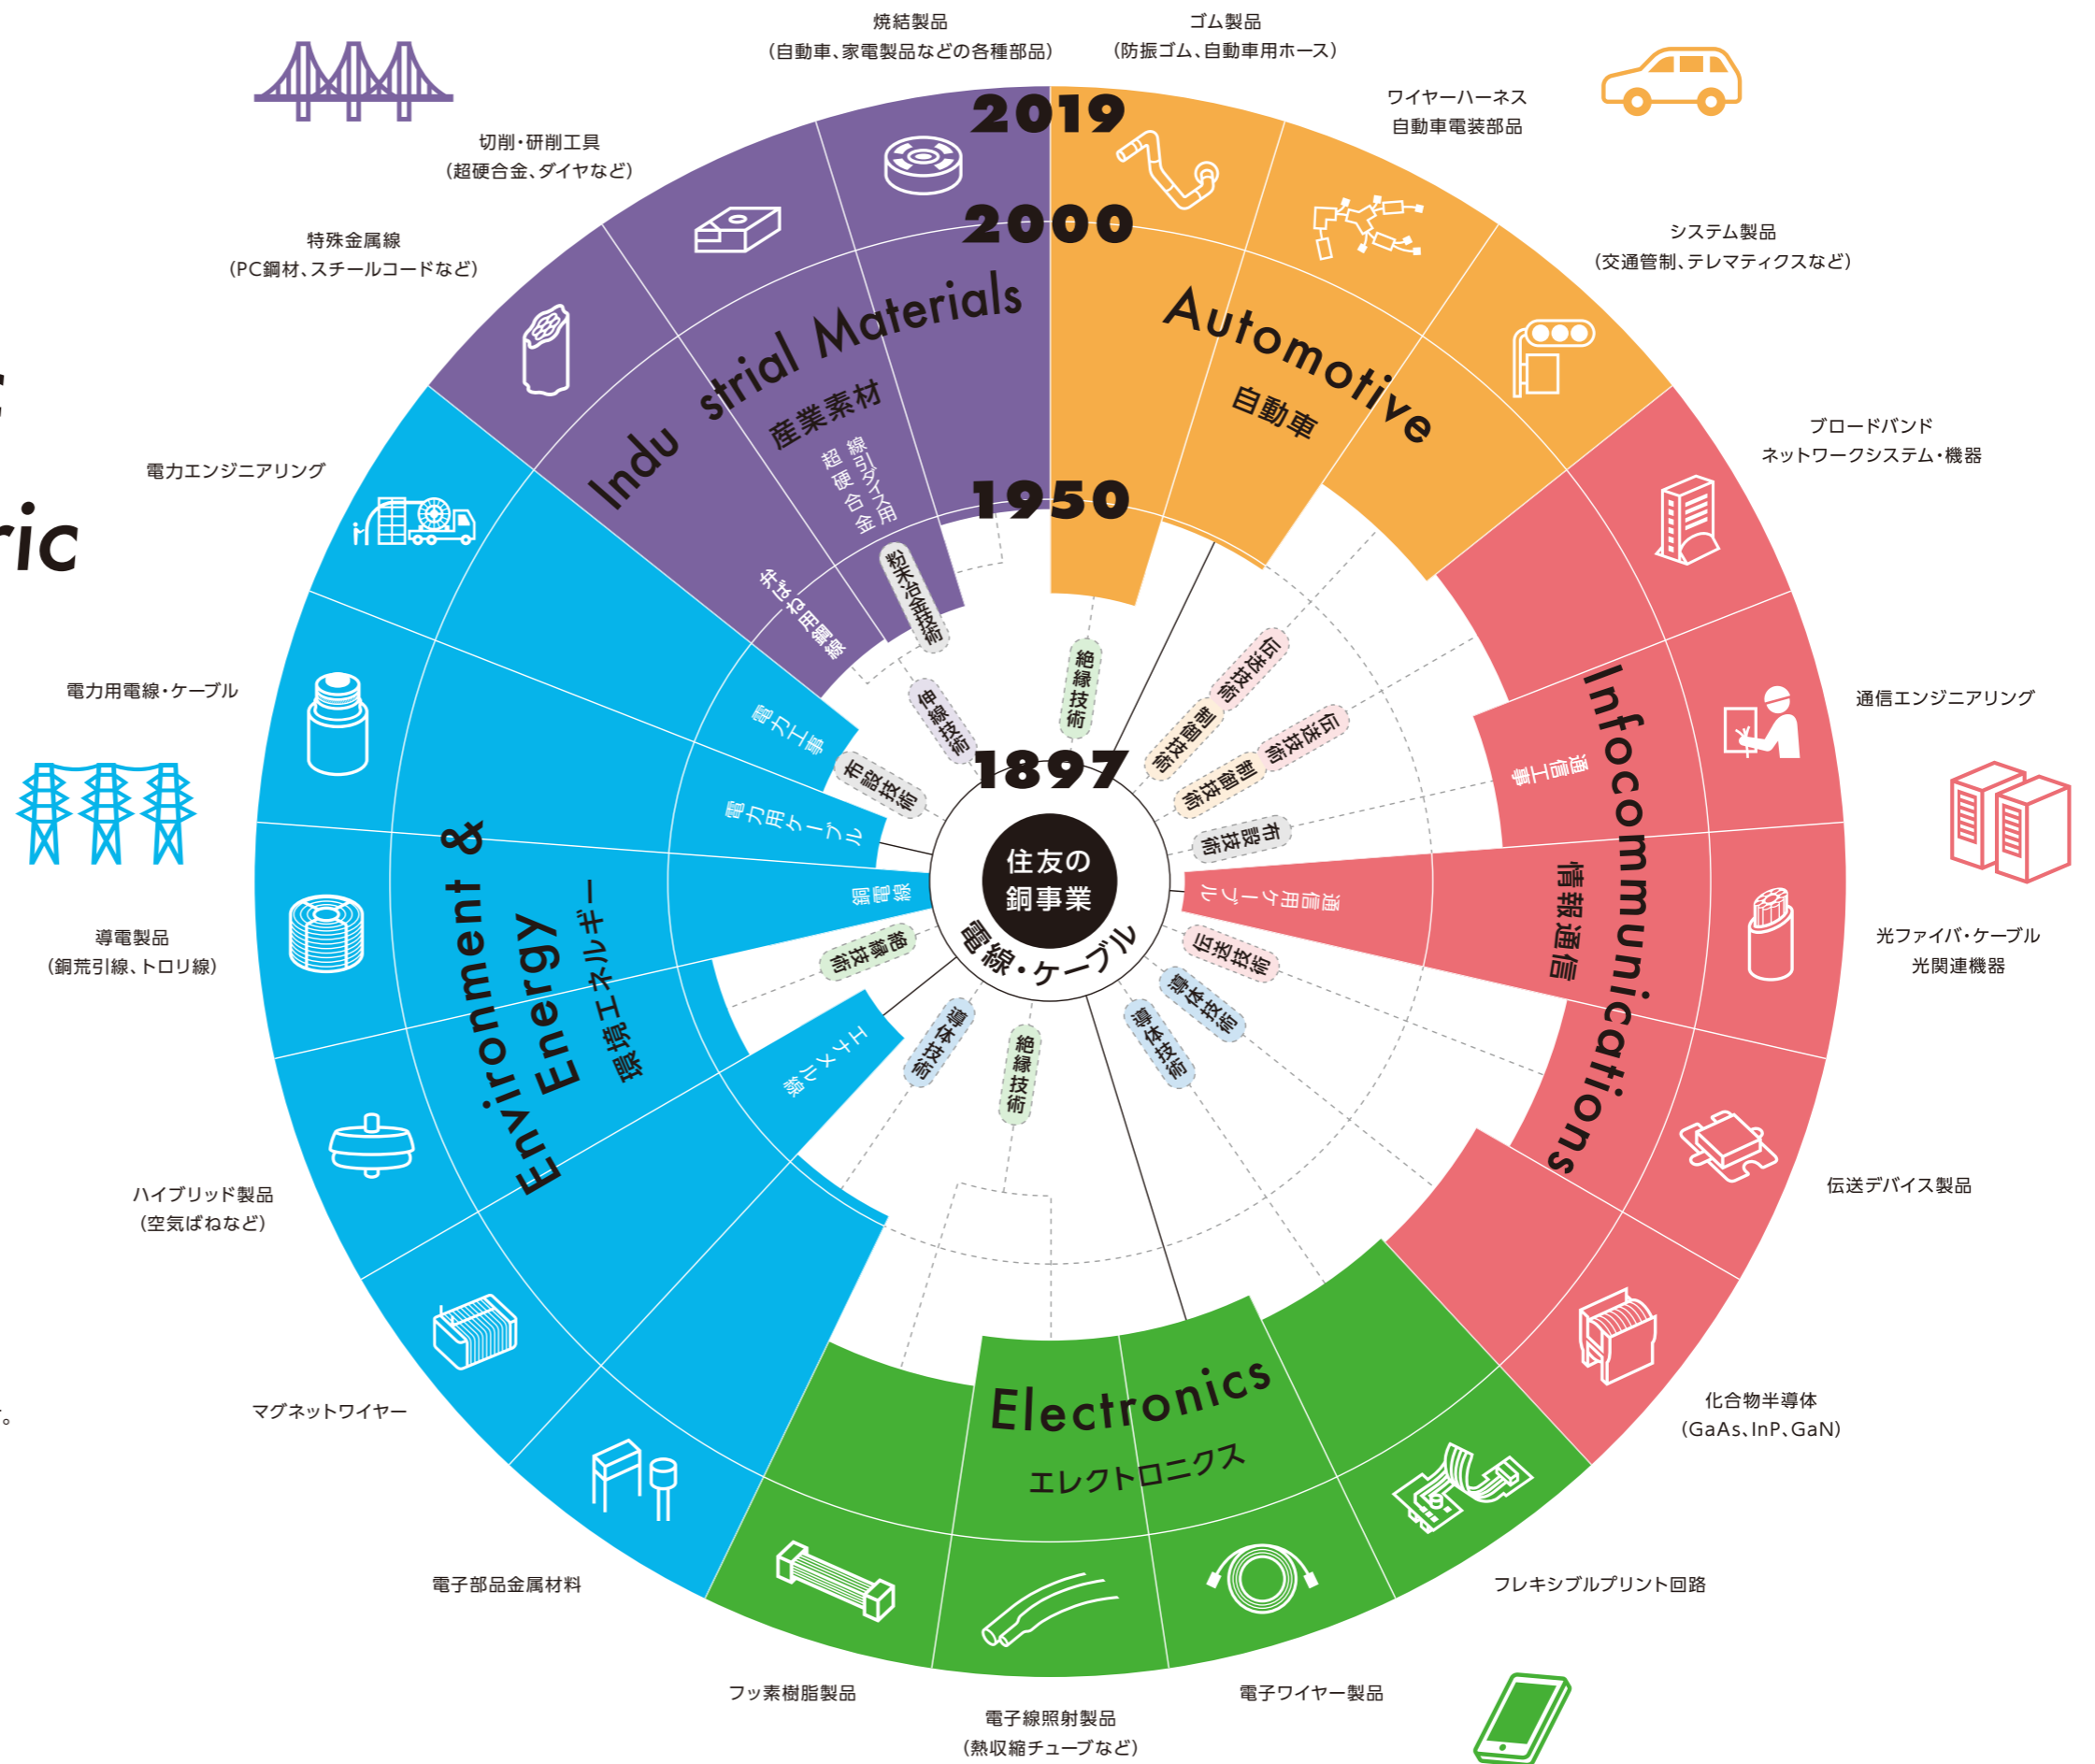 焼結製品
(自動車、家電製品などの各種部品)
ゴム製品
(防振ゴム、自動車用ホース)
ワイヤーハーネス
自動車電装部品
切削・研削工具
(超硬合金、ダイヤなど)
特殊金属線
(PC鋼材、スチールコードなど)
システム製品
(交通管制、テレマティクスなど)
ブロードバンド
ネットワークシステム・機器
電力エンジニアリング
電力用電線・ケーブル
通信エンジニアリング
導電製品
(銅荒引線、トロリ線)
光ファイバ・ケーブル
光関連機器
ハイブリッド製品
(空気ばねなど)
伝送デバイス製品
マグネットワイヤー
化合物半導体
(GaAs、InP、GaN)
電子部品金属材料
フレキシブルプリント回路
フッ素樹脂製品
電子線照射製品
(熱収縮チューブなど)
電子ワイヤー製品
2019
2000
1950
1897
住友の
銅事業
電線・ケーブル
Industrial Materials
産業素材
線引ダイス用
超硬合金
弁ばね用鋼線
粉末冶金技術
伸線技術
Automotive
自動車
絶縁技術
伝送技術
制御技術
伝送技術
制御技術
布設技術
Infocommunications
情報通信
通信工事
通信用ケーブル
伝送技術
導体技術
導体技術
Electronics
エレクトロニクス
絶縁技術
導体技術
Environment &
Energy
環境エネルギー
電力工事
布設技術
電力用ケーブル
銅電線
絶縁技術
エナメル線
ric
。